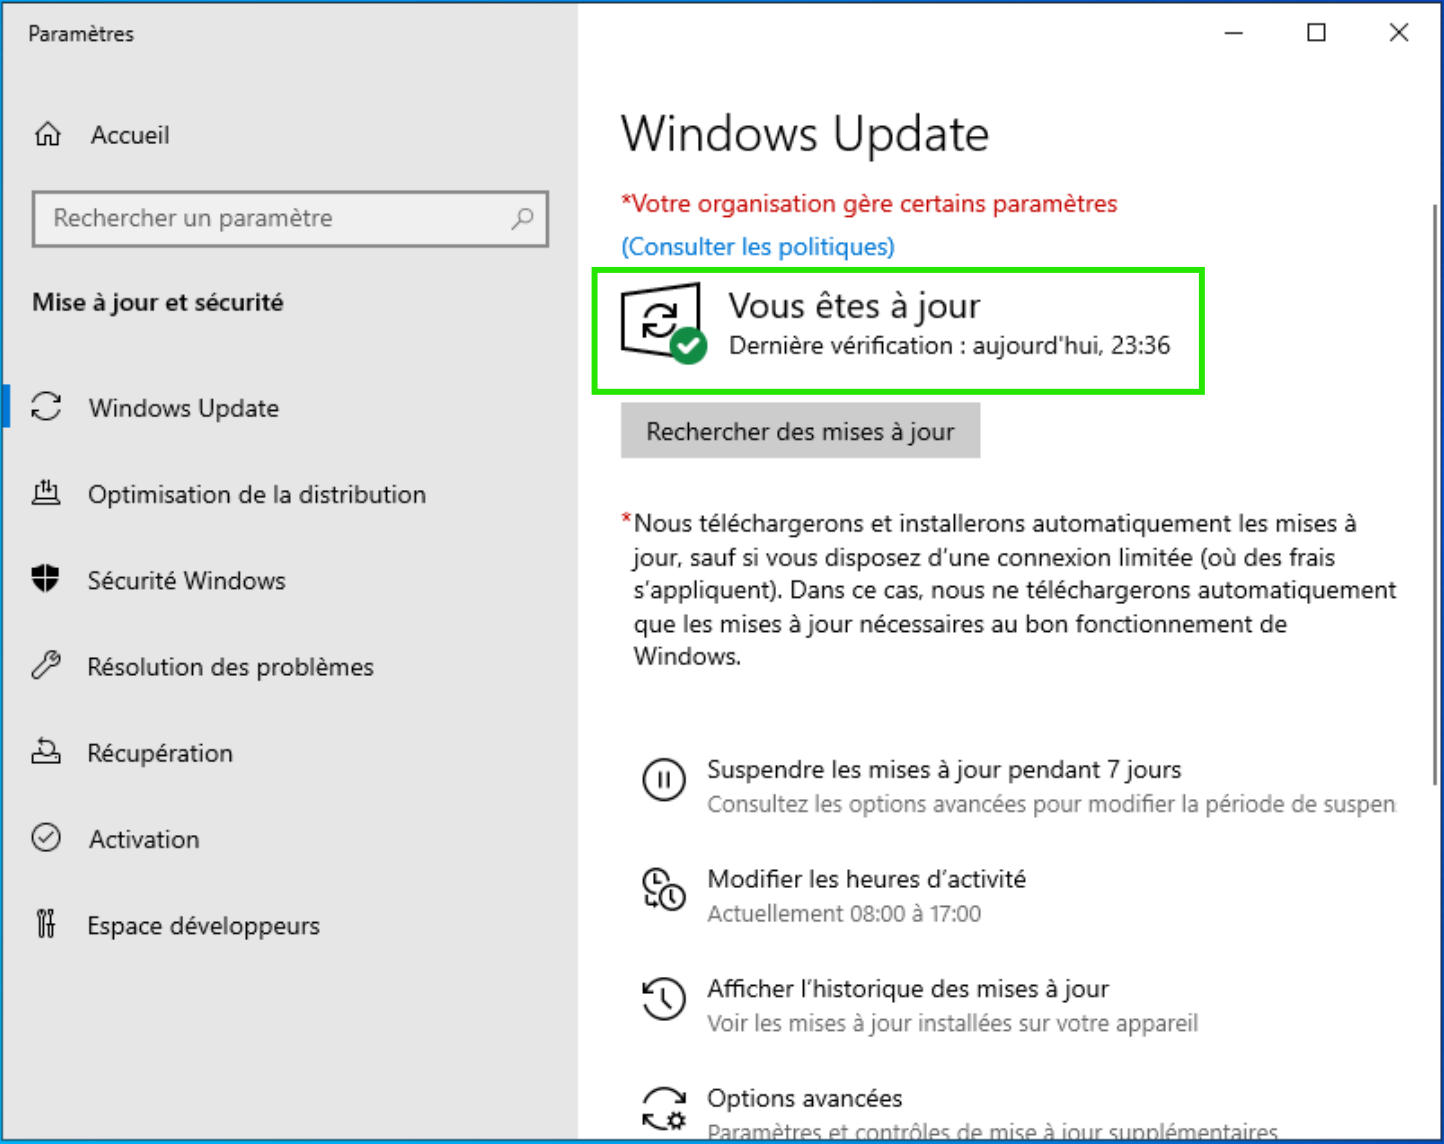 Paramètres
Accueil
Rechercher un paramètre
Mise à jour et sécurité
Windows Update
Optimisation de la distribution
Sécurité Windows
Résolution des problèmes
Récupération
Activation
Espace développeurs
Windows Update
*Votre organisation gère certains paramètres
(Consulter les politiques)
Vous êtes à jour
Dernière vérification : aujourd'hui, 23:36
Rechercher des mises à jour
*Nous téléchargerons et installerons automatiquement les mises à
jour, sauf si vous disposez d’une connexion limitée (où des frais
s’appliquent). Dans ce cas, nous ne téléchargerons automatiquement
que les mises à jour nécessaires au bon fonctionnement de
Windows.
Suspendre les mises à jour pendant 7 jours
Consultez les options avancées pour modifier la période de suspen
Modifier les heures d’activité
Actuellement 08:00 à 17:00
Afficher l’historique des mises à jour
Voir les mises à jour installées sur votre appareil
Options avancées
Paramètres et contrôles de mise à jour supplémentaires